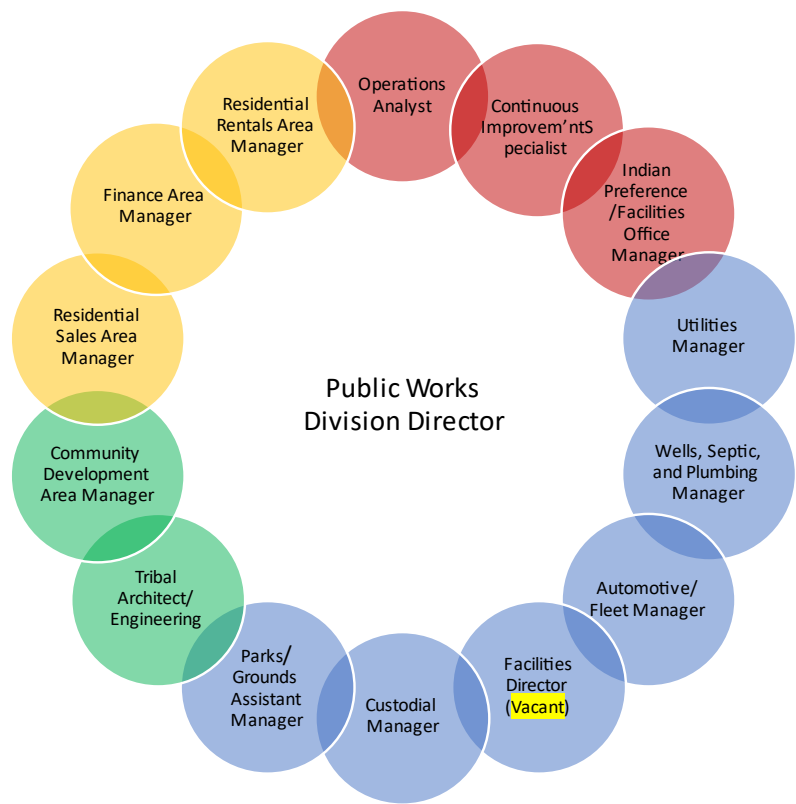 Operations
Analyst
Continuous
Improvem'ntS
pecialist
Indian
Preference
/Facilities
Office
Manager
Utilities
Manager
Wells, Septic,
and Plumbing
Manager
Automotive/
Fleet Manager
Facilities
Director
(Vacant)
Custodial
Manager
Parks/
Grounds
Assistant
Manager
Tribal
Architect/
Engineering
Community
Development
Area Manager
Residential
Sales Area
Manager
Finance Area
Manager
Residential
Rentals Area
Manager
Public Works
Division Director